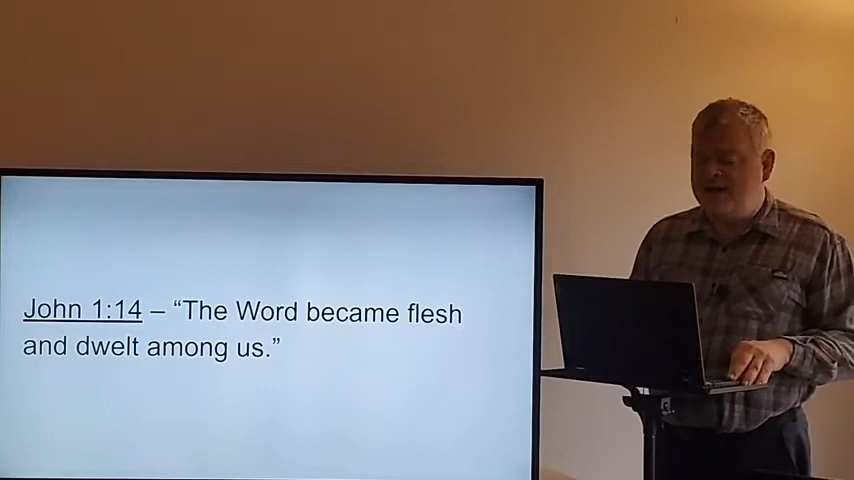 John 1:14 – “The Word became flesh
and dwelt among us.”